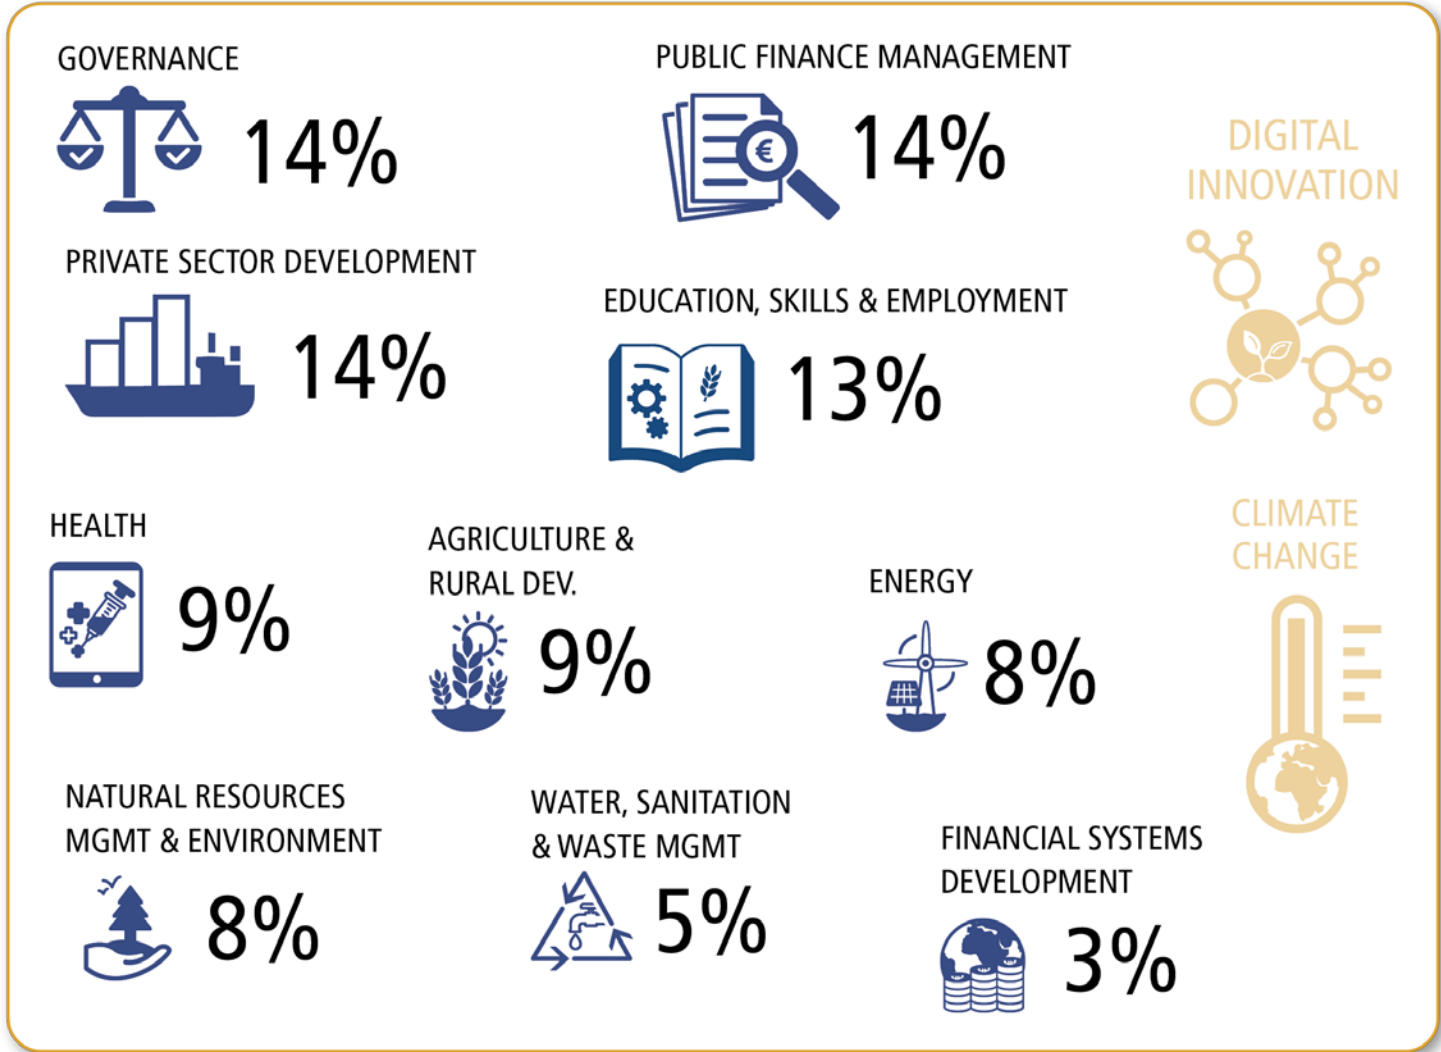 GOVERNANCE
14%
PUBLIC FINANCE MANAGEMENT
€
14%
PRIVATE SECTOR DEVELOPMENT
14%
EDUCATION, SKILLS & EMPLOYMENT
13%
DIGITAL
INNOVATION
HEALTH
9%
AGRICULTURE &
RURAL DEV.
9%
ENERGY
8%
CLIMATE
CHANGE
NATURAL RESOURCES
MGMT & ENVIRONMENT
8%
WATER, SANITATION
& WASTE MGMT
5%
FINANCIAL SYSTEMS
DEVELOPMENT
3%